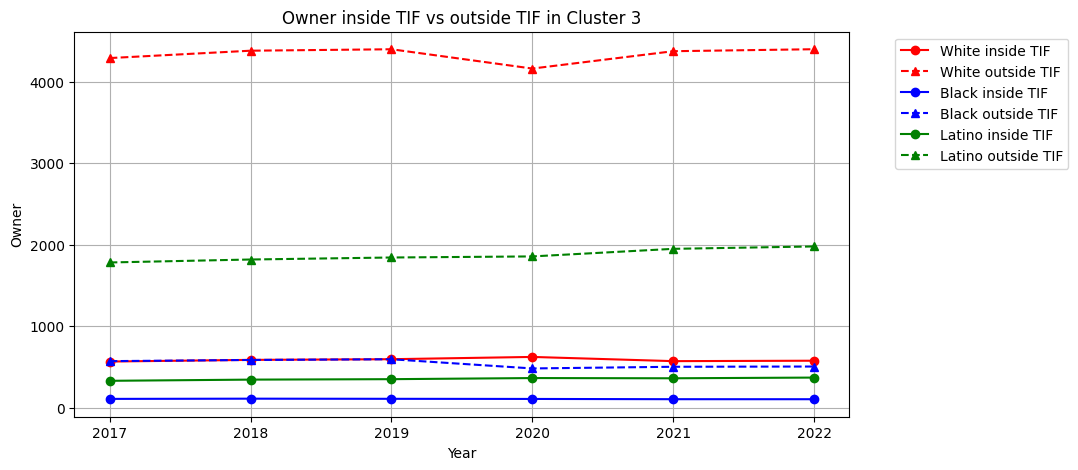 Owner inside TIF vs outside TIF in Cluster 3
White inside TIF
White outside TIF
Black inside TIF
Black outside TIF
Latino inside TIF
Latino outside TIF
Owner
4000
3000
2000
1000
0
2017 2018 2019 2020 2021 2022
Year